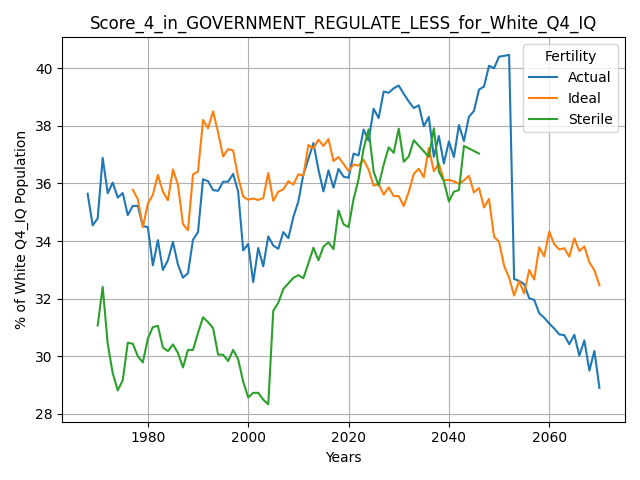 Score_4_in_GOVERNMENT_REGULATE_LESS_for_White_Q4_IQ
% of White Q4_IQ Population
40
38
36
34
32
30
28
Fertility
Actual
Ideal
Sterile
1980 2000 2020 2040 2060
Years